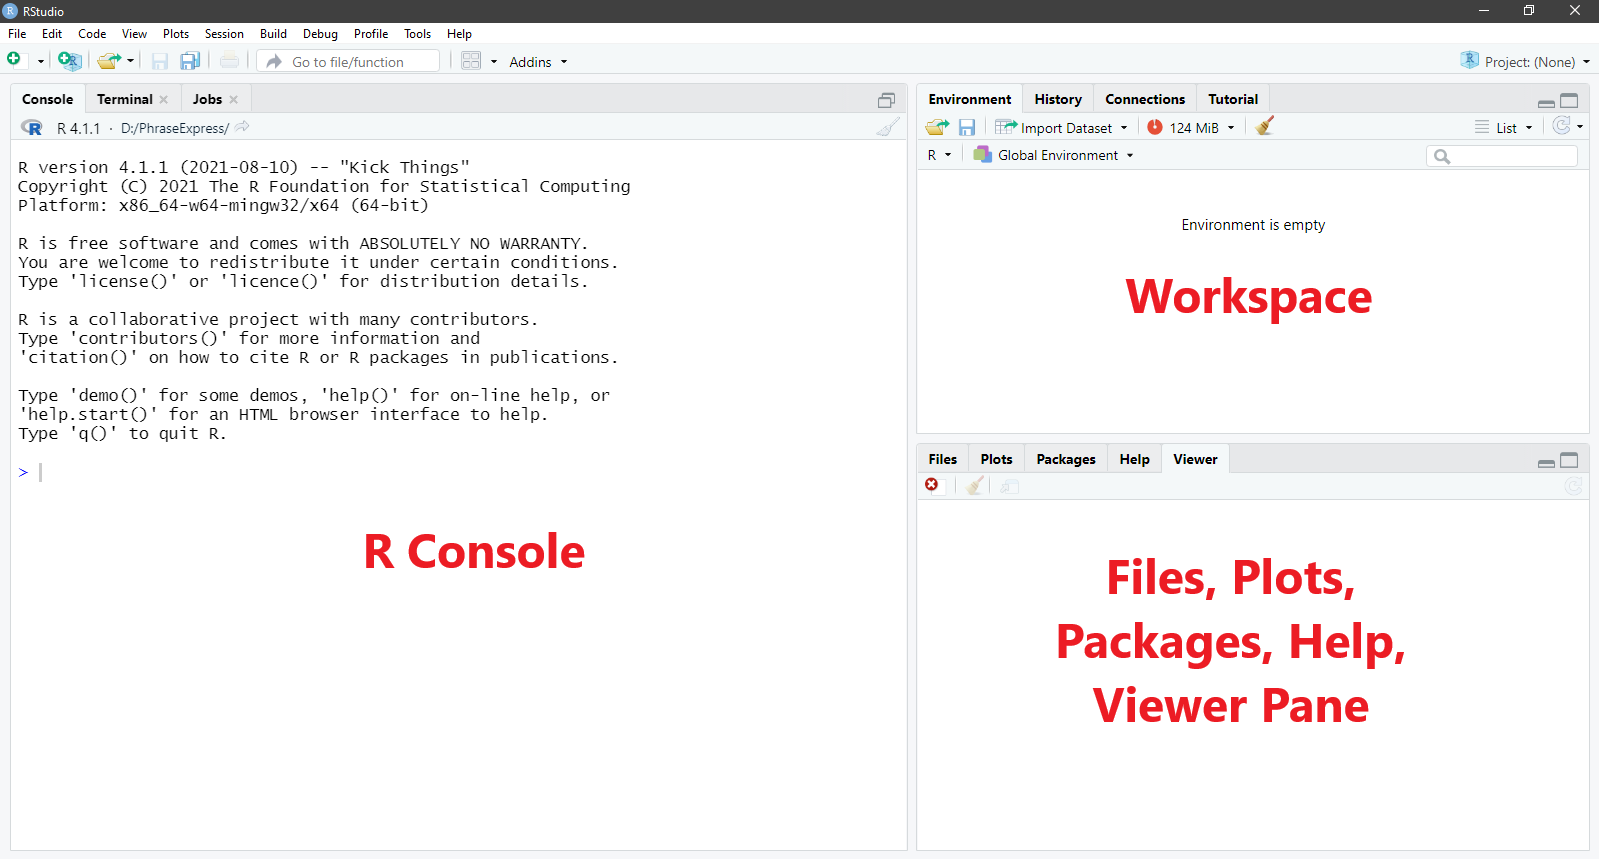 RStudio
File Edit Code View Plots Session Build Debug Profile Tools Help
Go to file/function Addins Project: (None)
Console Terminal Jobs
R 4.1.1 · D:/PhraseExpress/
R version 4.1.1 (2021-08-10) -- "Kick Things"
Copyright (C) 2021 The R Foundation for Statistical Computing
Platform: x86_64-w64-mingw32/x64 (64-bit)
R is free software and comes with ABSOLUTELY NO WARRANTY.
You are welcome to redistribute it under certain conditions.
Type 'license()' or 'licence()' for distribution details.
R is a collaborative project with many contributors.
Type 'contributors()' for more information and
'citation()' on how to cite R or R packages in publications.
Type 'demo()' for some demos, 'help()' for on-line help, or
'help.start()' for an HTML browser interface to help.
Type 'q()' to quit R.
>
R Console
Environment History Connections Tutorial
Import Dataset 124 MiB List
R Global Environment
Environment is empty
Workspace
Files Plots Packages Help Viewer
Files, Plots,
Packages, Help,
Viewer Pane